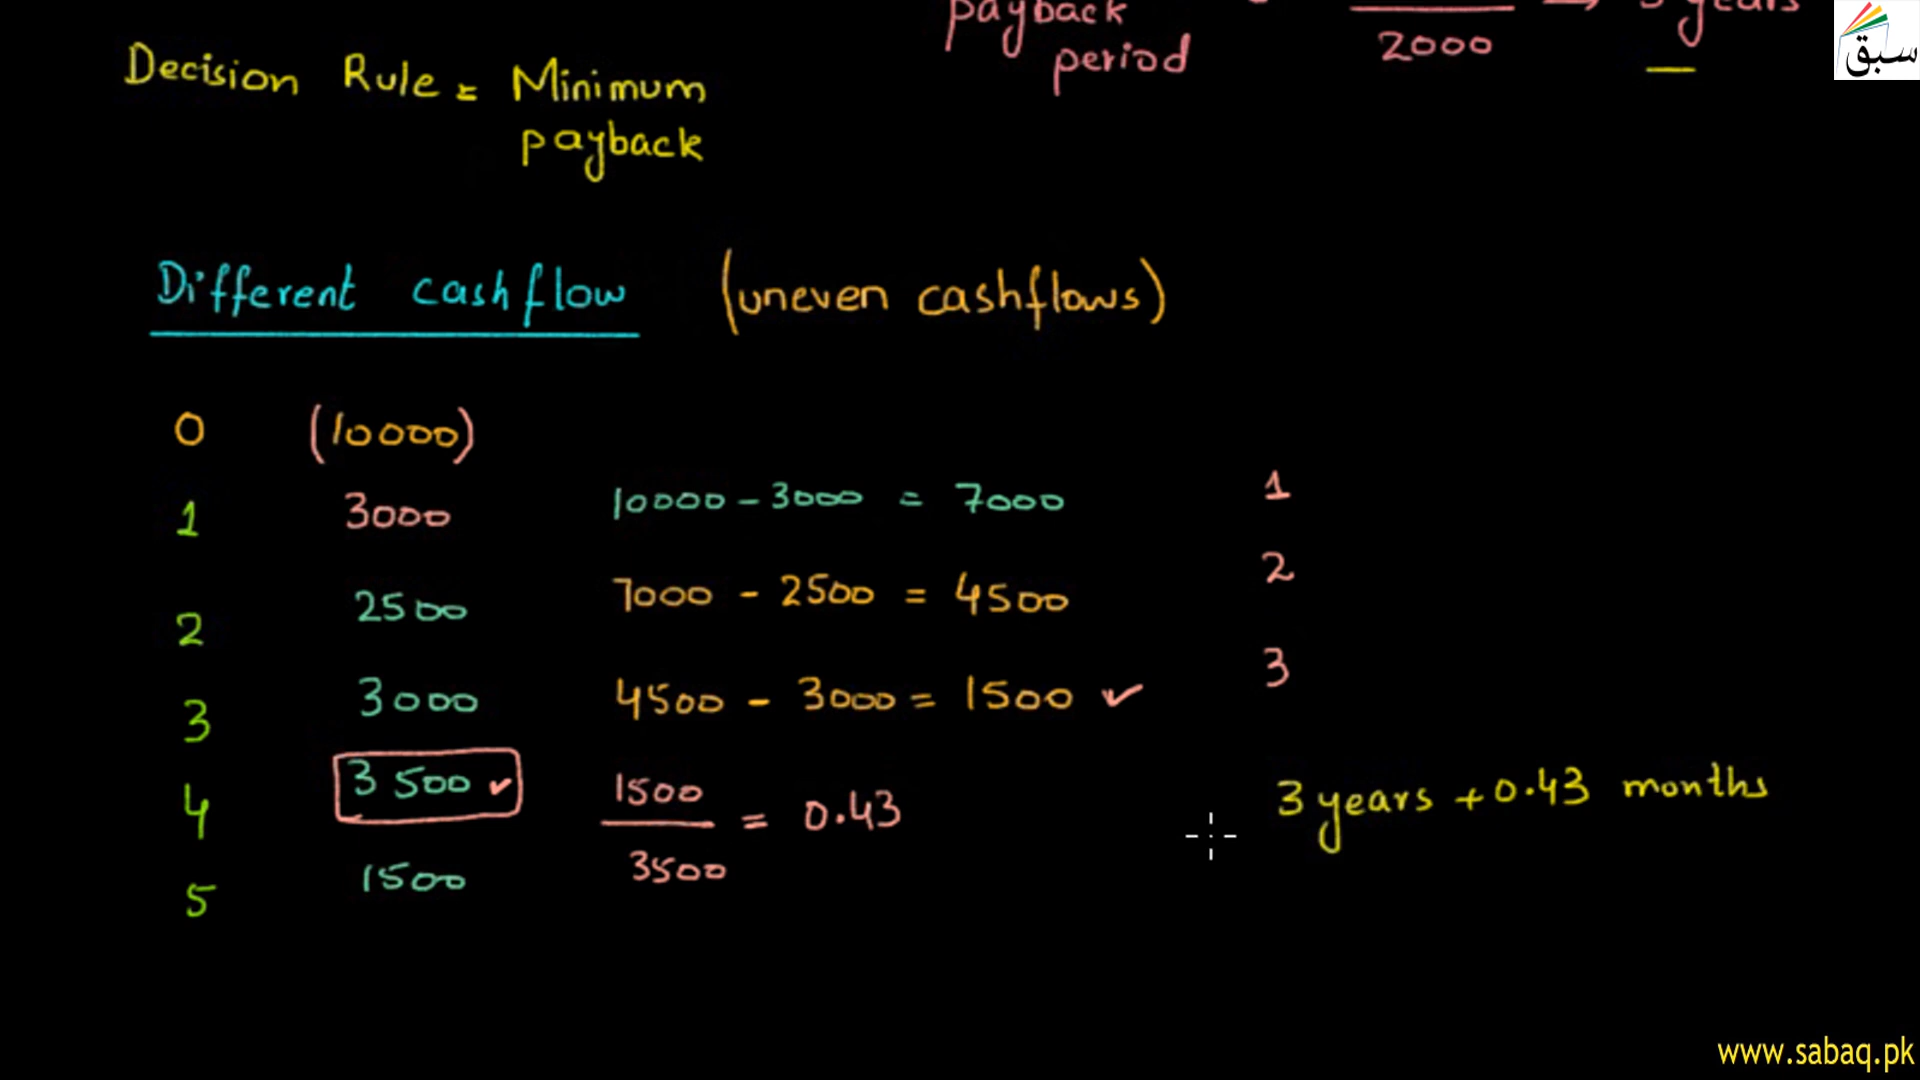 payback
period
2000
years
سبق
Decision Rule = Minimum
payback
Different cashflow (uneven cashflows)
0 (10000)
1 3000 10000 - 3000 = 7000 1
2 2500 7000 - 2500 = 4500 2
3 3000 4500 - 3000 = 1500 ✓ 3
4 3500 ✓ 1500 / 3500 = 0.43 3 years + 0.43 months
5 1500
www.sabaq.pk